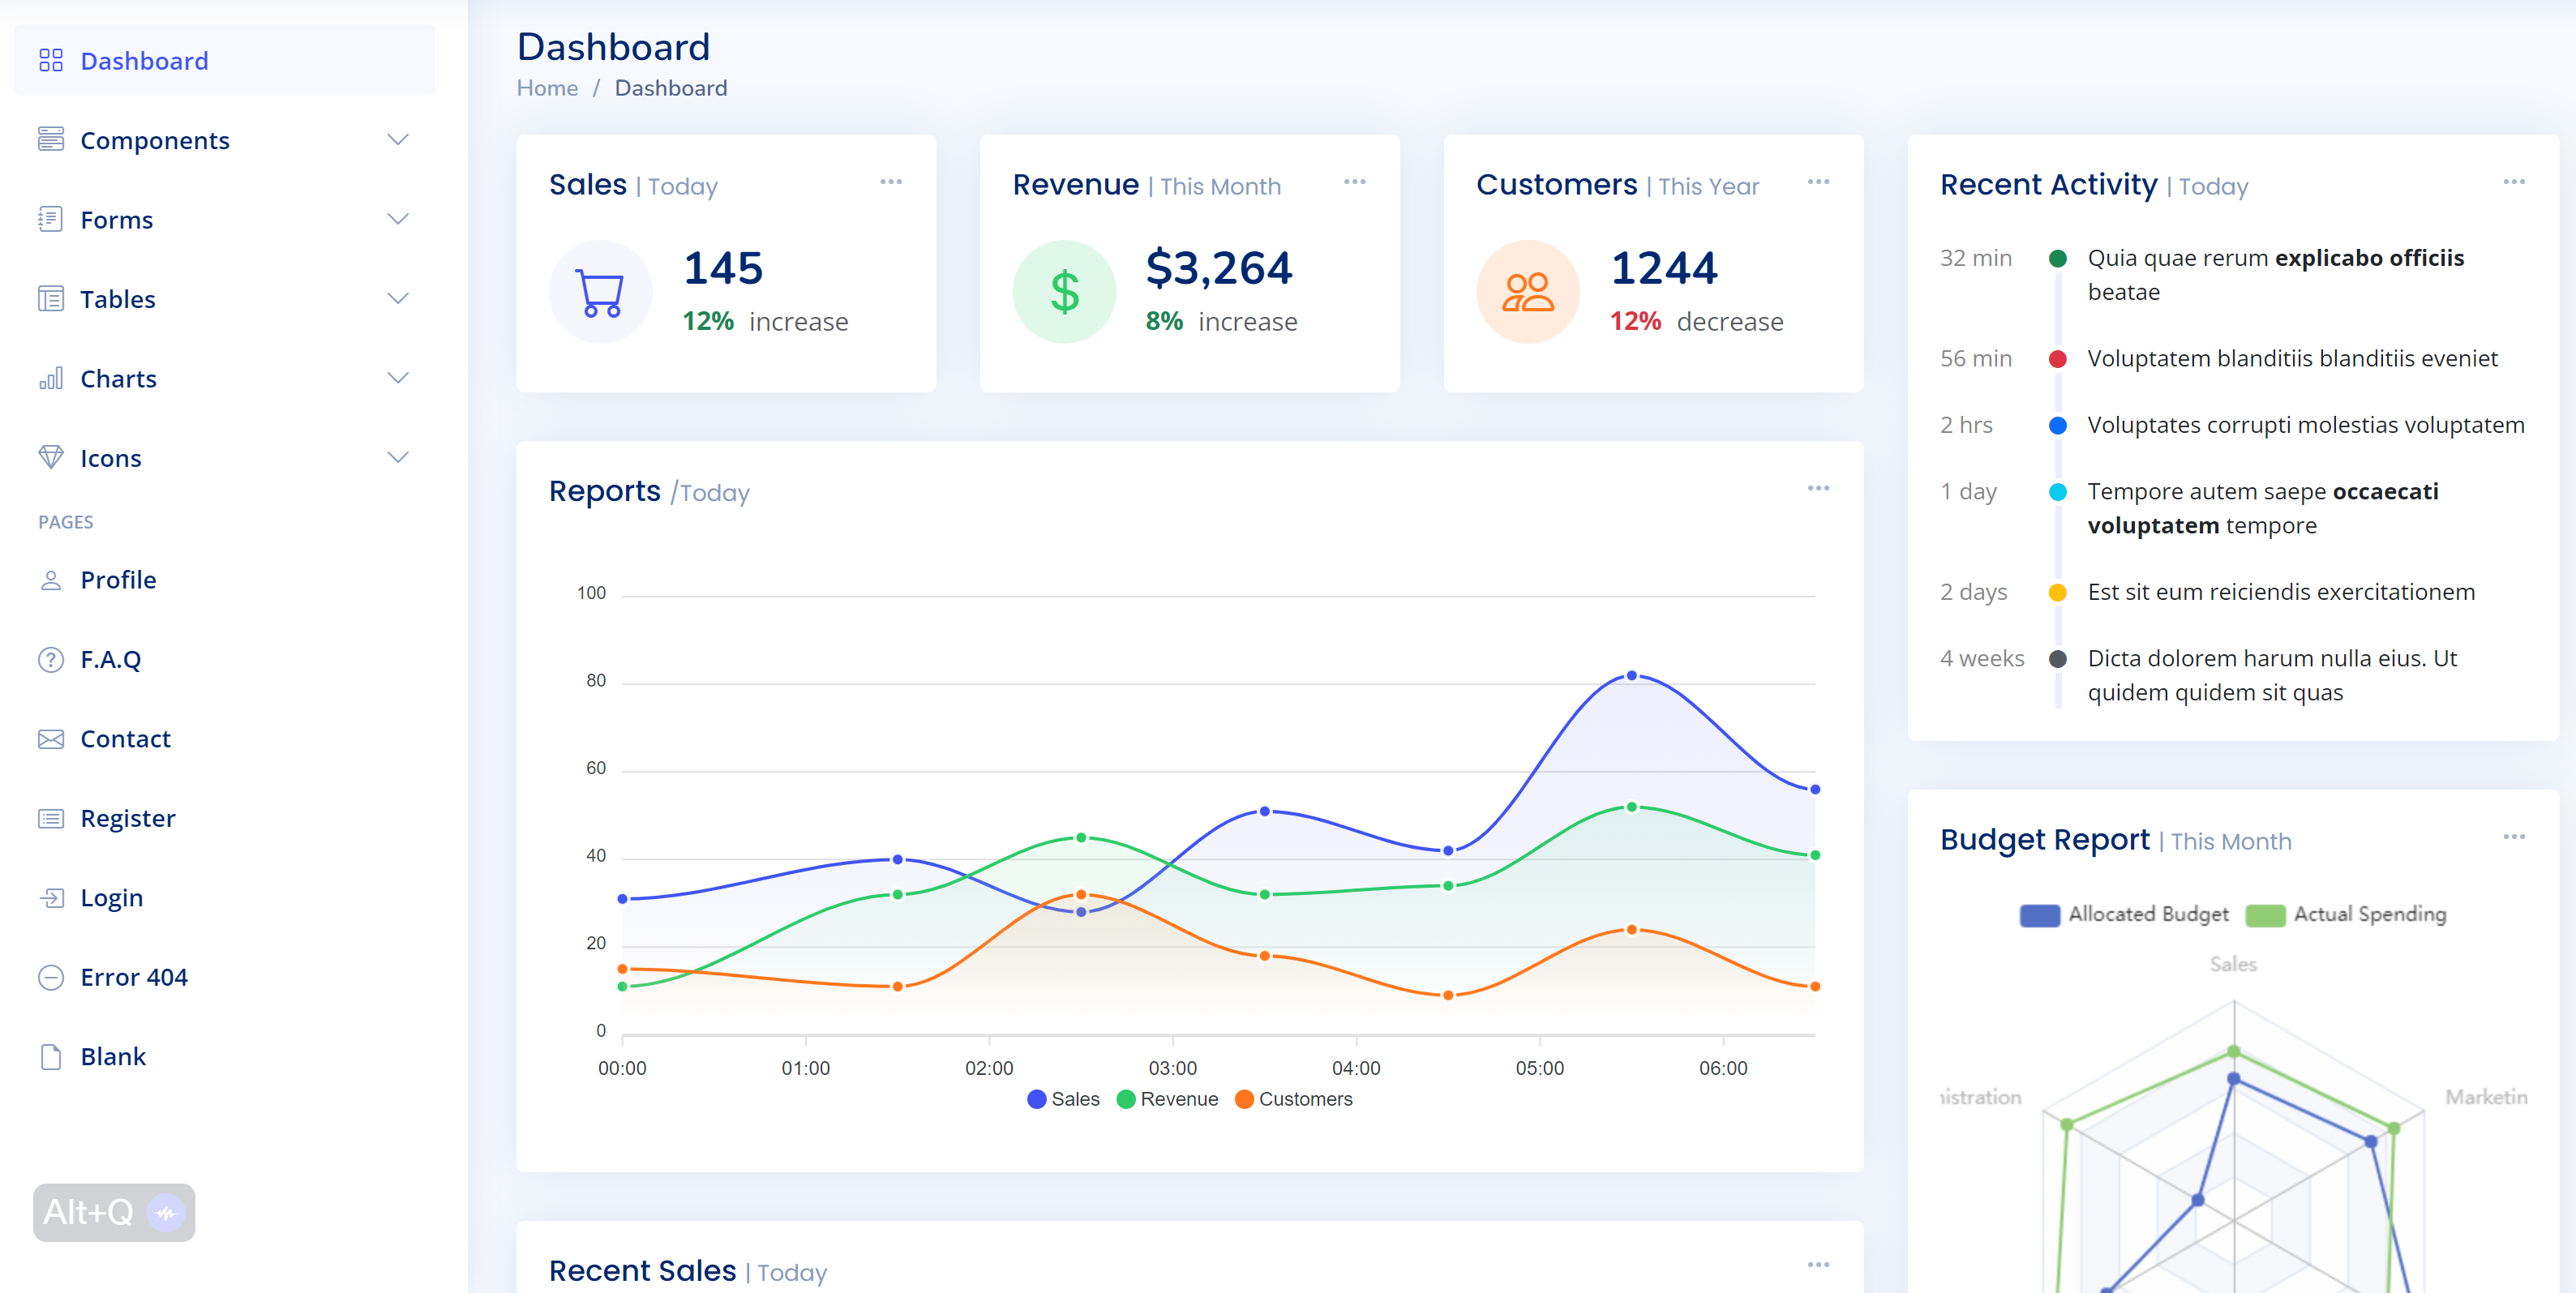 Dashboard
Components
Forms
Tables
Charts
Icons
PAGES
Profile
F.A.Q
Contact
Register
Login
Error 404
Blank
Alt+Q
Dashboard
Home / Dashboard
Sales | Today
145
12% increase
Revenue | This Month
$3,264
8% increase
Customers | This Year
1244
12% decrease
Reports /Today
100
80
60
40
20
0
00:00 01:00 02:00 03:00 04:00 05:00 06:00
Sales Revenue Customers
Recent Sales | Today
Recent Activity | Today
32 min Quia quae rerum explicabo officiis
beatae
56 min Voluptatem blanditiis blanditiis eveniet
2 hrs Voluptates corrupti molestias voluptatem
1 day Tempore autem saepe occaecati
voluptatem tempore
2 days Est sit eum reiciendis exercitationem
4 weeks Dicta dolorem harum nulla eius. Ut
quidem quidem sit quas
Budget Report | This Month
Allocated Budget Actual Spending
Sales
nistration Marketin